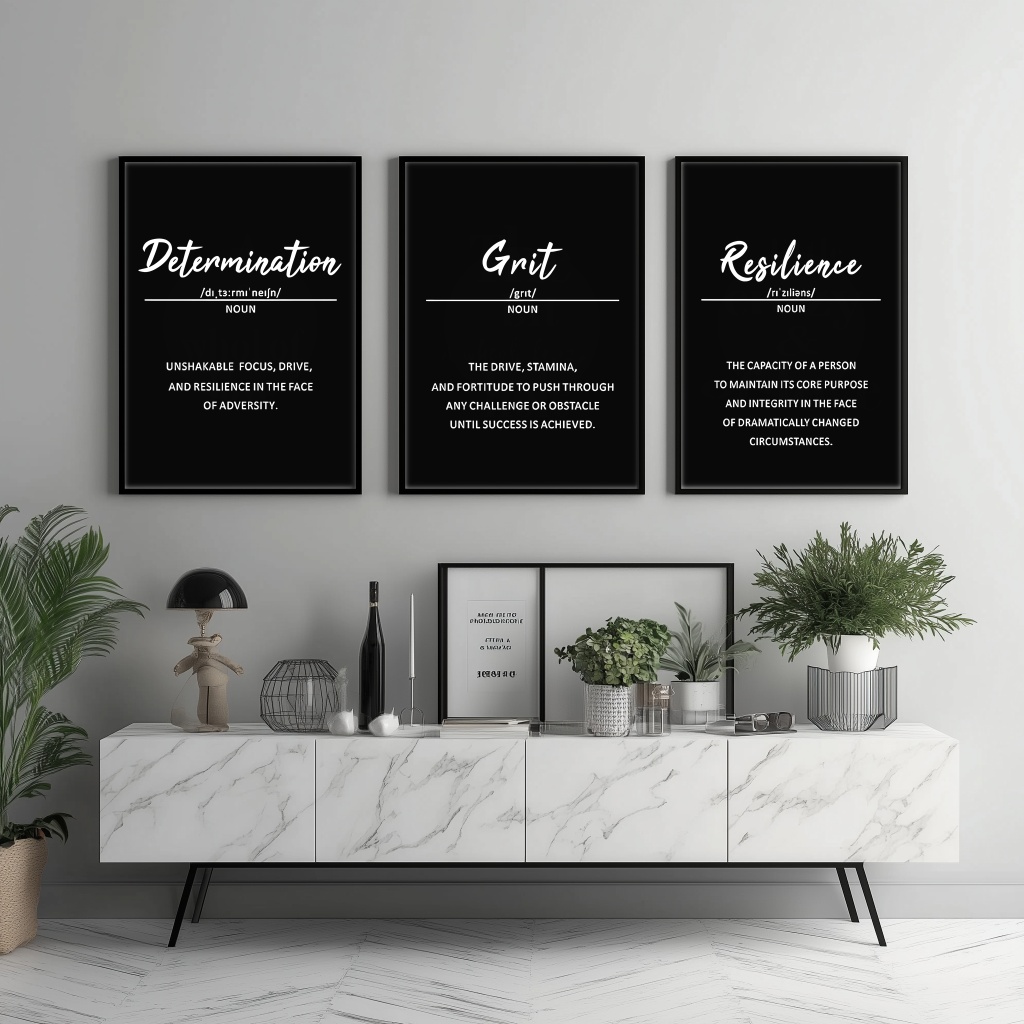 Determination
/dɪˌtɜːrmɪˈneɪʃn/
NOUN
UNSHAKABLE FOCUS, DRIVE,
AND RESILIENCE IN THE FACE
OF ADVERSITY.
Grit
/ɡrɪt/
NOUN
THE DRIVE, STAMINA,
AND FORTITUDE TO PUSH THROUGH
ANY CHALLENGE OR OBSTACLE
UNTIL SUCCESS IS ACHIEVED.
Resilience
/rɪˈzɪliəns/
NOUN
THE CAPACITY OF A PERSON
TO MAINTAIN ITS CORE PURPOSE
AND INTEGRITY IN THE FACE
OF DRAMATICALLY CHANGED
CIRCUMSTANCES.